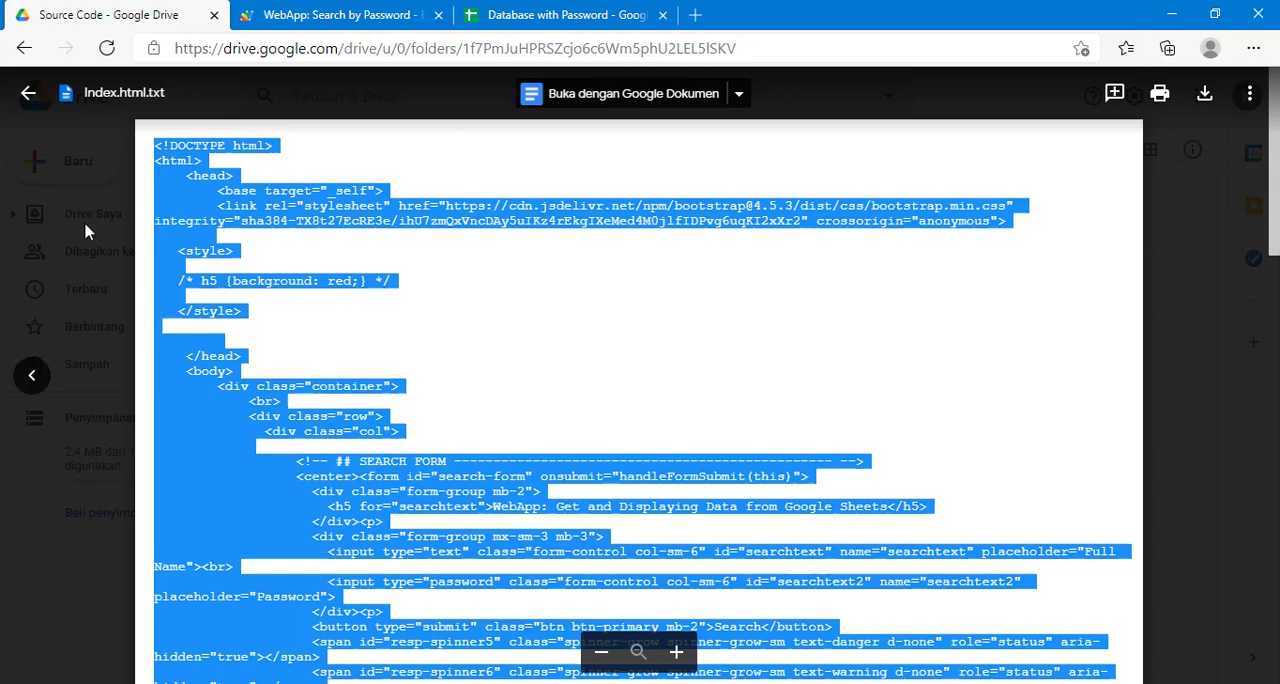 Source Code - Google Drive
WebApp: Search by Password -
Database with Password - Goog
https://drive.google.com/drive/u/0/folders/1f7PmJuHPRSZcjo6c6Wm5phU2LEL5lSKV
Index.html.txt
Buka dengan Google Dokumen
Baru
Drive Saya
Dibagikan ke
Terbaru
Berbintang
Sampah
Penyimpanan
2,4 MB dari
digunakan
Beli penyimp
<!DOCTYPE html>
<html>
<head>
<base target="_self">
<link rel="stylesheet" href="https://cdn.jsdelivr.net/npm/bootstrap@4.5.3/dist/css/bootstrap.min.css"
integrity="sha384-TX8t27EcRE3e/ihU7zmQxVncDAy5uIKz4rEkgIXeMed4M0jlfIDPvg6uqKI2xXr2" crossorigin="anonymous">
<style>
/* h5 {background: red;} */
</style>
</head>
<body>
<div class="container">
<br>
<div class="row">
<div class="col">
<!-- ## SEARCH FORM ------------------------------------------------ -->
<center><form id="search-form" onsubmit="handleFormSubmit(this)">
<div class="form-group mb-2">
<h5 for="searchtext">WebApp: Get and Displaying Data from Google Sheets</h5>
</div><p>
<div class="form-group mx-sm-3 mb-3">
<input type="text" class="form-control col-sm-6" id="searchtext" name="searchtext" placeholder="Full
Name"><br>
<input type="password" class="form-control col-sm-6" id="searchtext2" name="searchtext2"
placeholder="Password">
</div><p>
<button type="submit" class="btn btn-primary mb-2">Search</button>
<span id="resp-spinner5" class="spinner-grow spinner-grow-sm text-danger d-none" role="status" aria-
hidden="true"></span>
<span id="resp-spinner6" class="spinner-grow spinner-grow-sm text-warning d-none" role="status" aria-